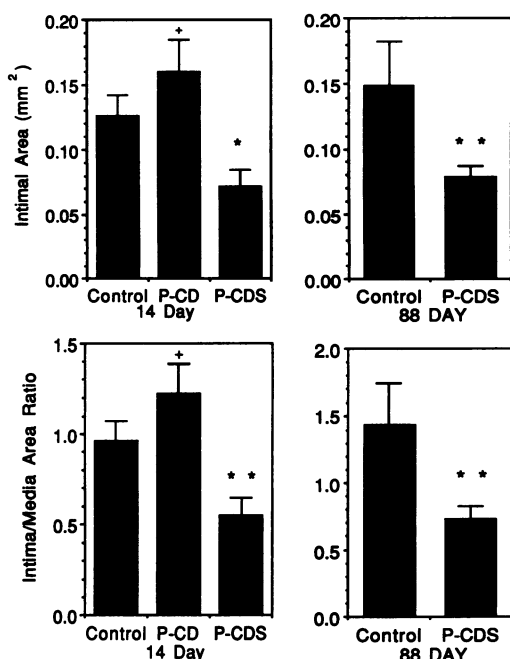 Intimal Area (mm²)
0.20
0.15
0.10
0.05
0.00
+
*
Control P-CD P-CDS
14 Day
0.20
0.15
0.10
0.05
0.00
* *
Control P-CDS
88 DAY
Intima/Media Area Ratio
1.5
1.0
0.5
0.0
+
* *
Control P-CD P-CDS
14 Day
2.0
1.5
1.0
0.5
0.0
* *
Control P-CDS
88 DAY